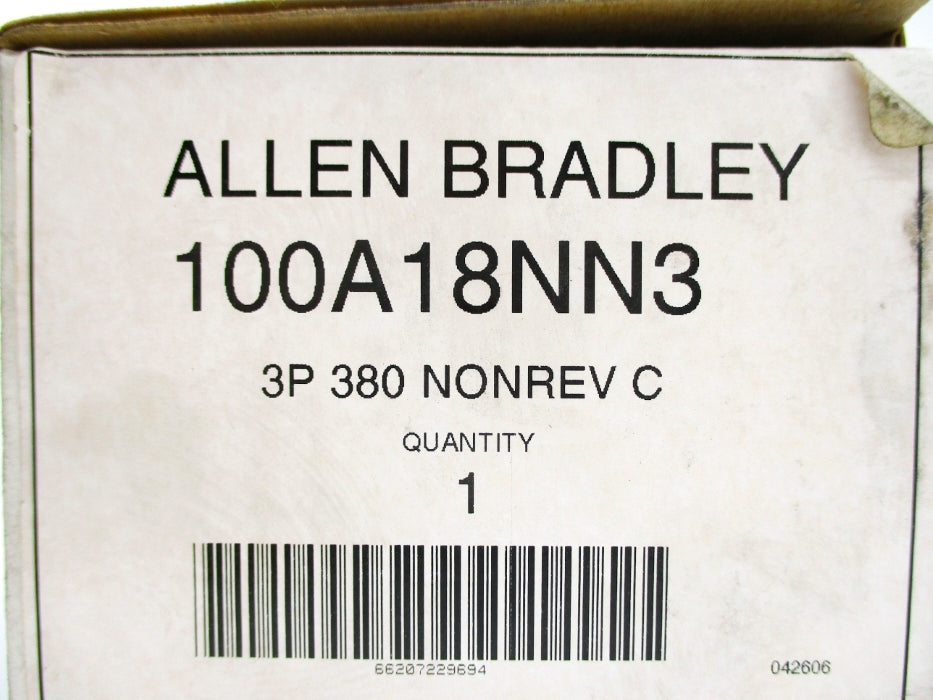 ALLEN BRADLEY
100A18NN3
3P 380 NONREV C
QUANTITY
1
66207229694
042606